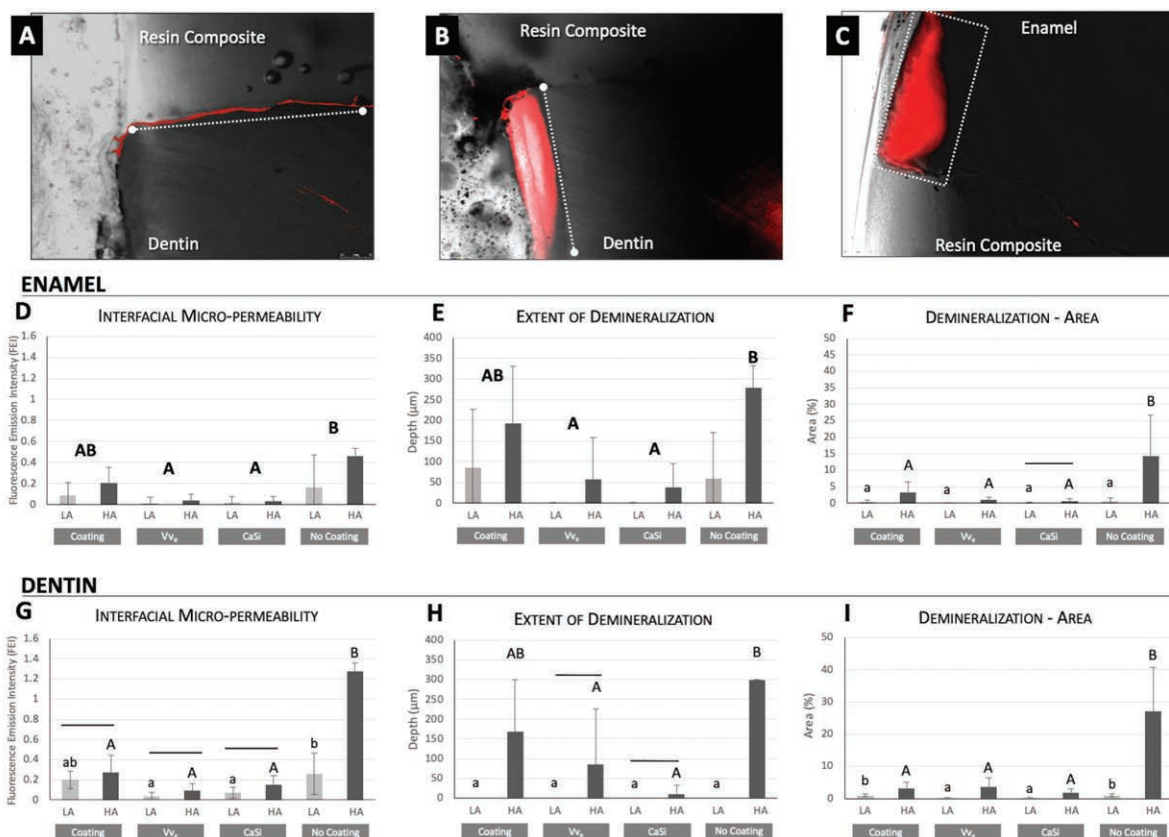 A
Resin Composite
Dentin
B
Resin Composite
Dentin
C
Enamel
Resin Composite
ENAMEL
D
INTERFACIAL MICRO-PERMEABILITY
Fluorescence Emission Intensity (FEI)
1.6
1.4
1.2
1
0.8
0.6
0.4
0.2
0
AB
A
A
B
LA HA LA HA LA HA LA HA
COATING VVe CASI NO COATING
E
EXTENT OF DEMINERALIZATION
Depth (µm)
400
350
300
250
200
150
100
50
0
AB
A
A
B
LA HA LA HA LA HA LA HA
COATING VVe CASI NO COATING
F
DEMINERALIZATION - AREA
Area (%)
50
45
40
35
30
25
20
15
10
5
0
a A a A a A a B
LA HA LA HA LA HA LA HA
COATING VVe CASI NO COATING
DENTIN
G
INTERFACIAL MICRO-PERMEABILITY
Fluorescence Emission Intensity (FEI)
1.6
1.4
1.2
1
0.8
0.6
0.4
0.2
0
ab A a A a A b B
LA HA LA HA LA HA LA HA
COATING VVe CASI NO COATING
H
EXTENT OF DEMINERALIZATION
Depth (µm)
400
350
300
250
200
150
100
50
0
a AB a A a A a B
LA HA LA HA LA HA LA HA
COATING VVe CASI NO COATING
I
DEMINERALIZATION - AREA
Area (%)
50
40
30
20
10
0
b A a A a A b B
LA HA LA HA LA HA LA HA
COATING VVe CASI NO COATING